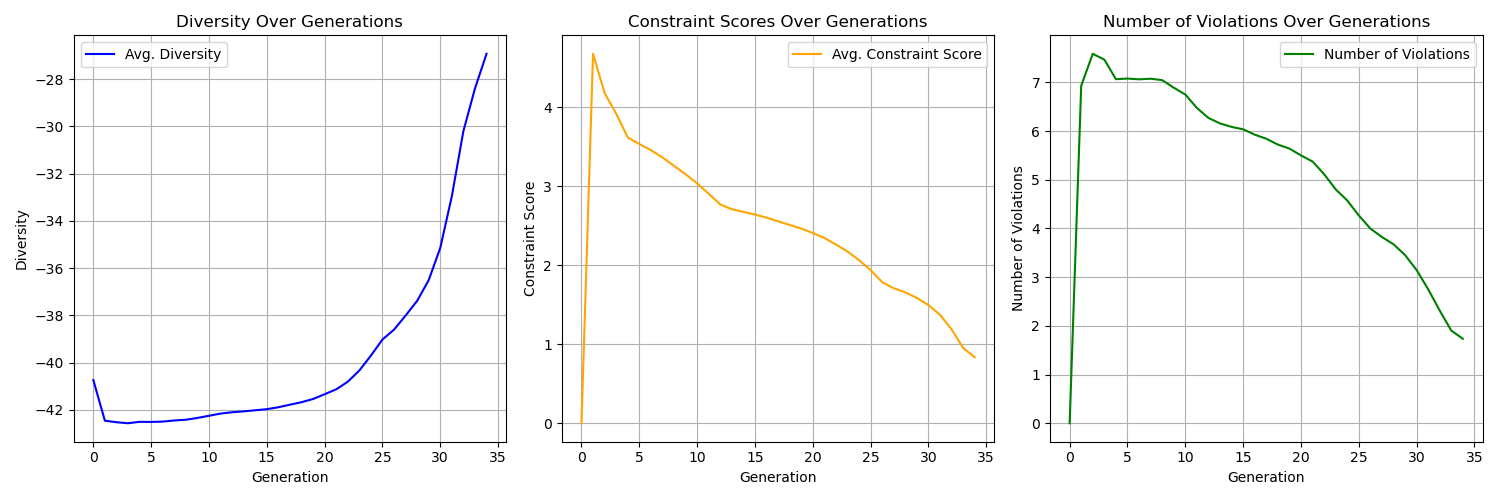 Diversity Over Generations
Avg. Diversity
Diversity
−28
−30
−32
−34
−36
−38
−40
−42
0 5 10 15 20 25 30 35
Generation
Constraint Scores Over Generations
Avg. Constraint Score
Constraint Score
4
3
2
1
0
0 5 10 15 20 25 30 35
Generation
Number of Violations Over Generations
Number of Violations
Number of Violations
7
6
5
4
3
2
1
0
0 5 10 15 20 25 30 35
Generation